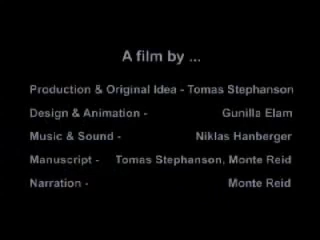 A film by ...
Production & Original Idea - Tomas Stephanson
Design & Animation - Gunilla Elam
Music & Sound - Niklas Hanberger
Manuscript - Tomas Stephanson, Monte Reid
Narration - Monte Reid